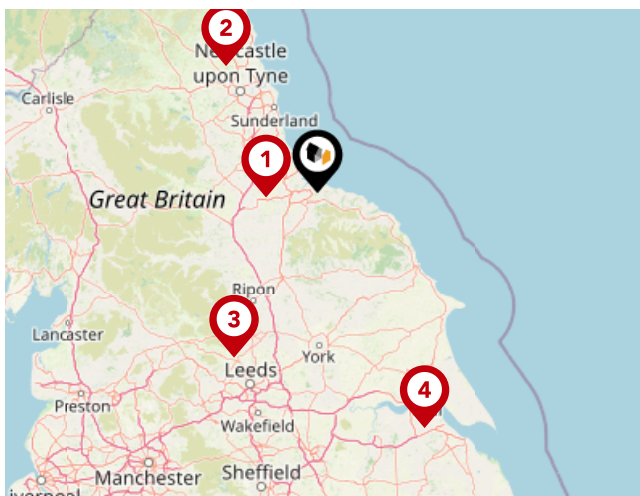 2
Newcastle
upon Tyne
Carlisle
Sunderland
1
Great Britain
Ripon
3
Lancaster
York
Leeds
4
Preston
Wakefield
Manchester
Sheffield